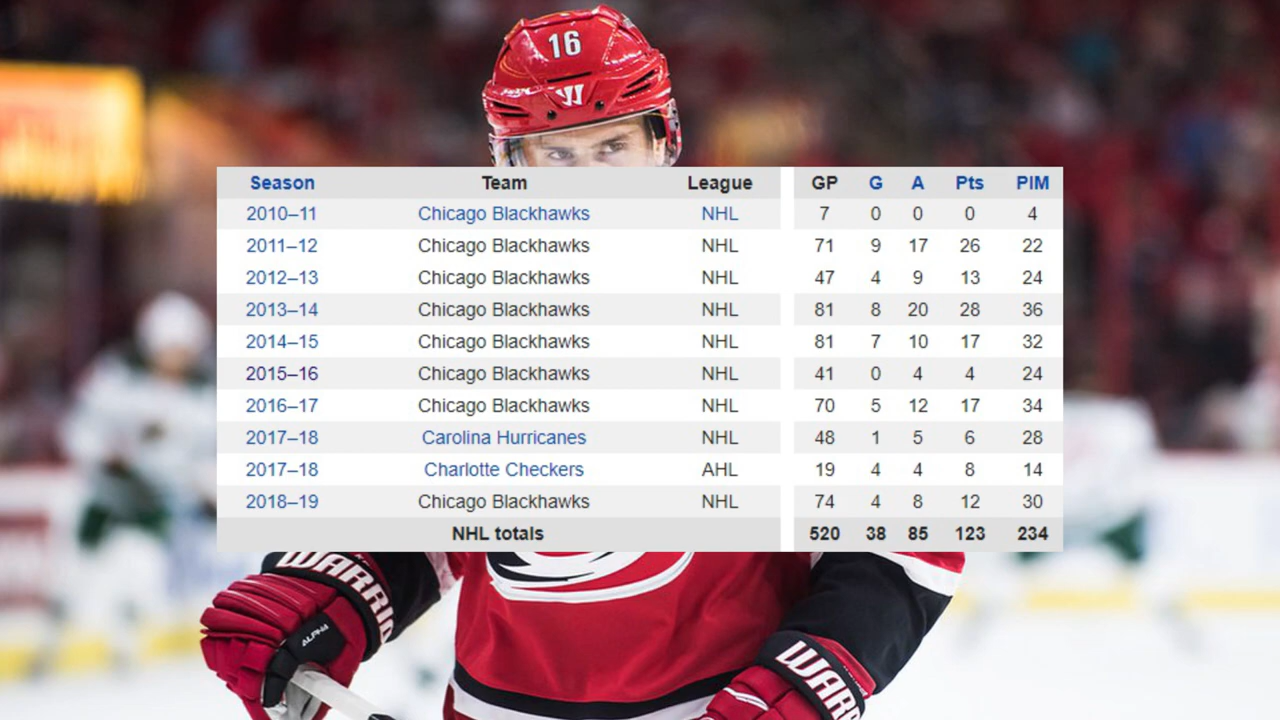 16
Season Team League GP G A Pts PIM
2010–11 Chicago Blackhawks NHL 7 0 0 0 4
2011–12 Chicago Blackhawks NHL 71 9 17 26 22
2012–13 Chicago Blackhawks NHL 47 4 9 13 24
2013–14 Chicago Blackhawks NHL 81 8 20 28 36
2014–15 Chicago Blackhawks NHL 81 7 10 17 32
2015–16 Chicago Blackhawks NHL 41 0 4 4 24
2016–17 Chicago Blackhawks NHL 70 5 12 17 34
2017–18 Carolina Hurricanes NHL 48 1 5 6 28
2017–18 Charlotte Checkers AHL 19 4 4 8 14
2018–19 Chicago Blackhawks NHL 74 4 8 12 30
NHL totals 520 38 85 123 234
WARRIO
ALPHA
WARR